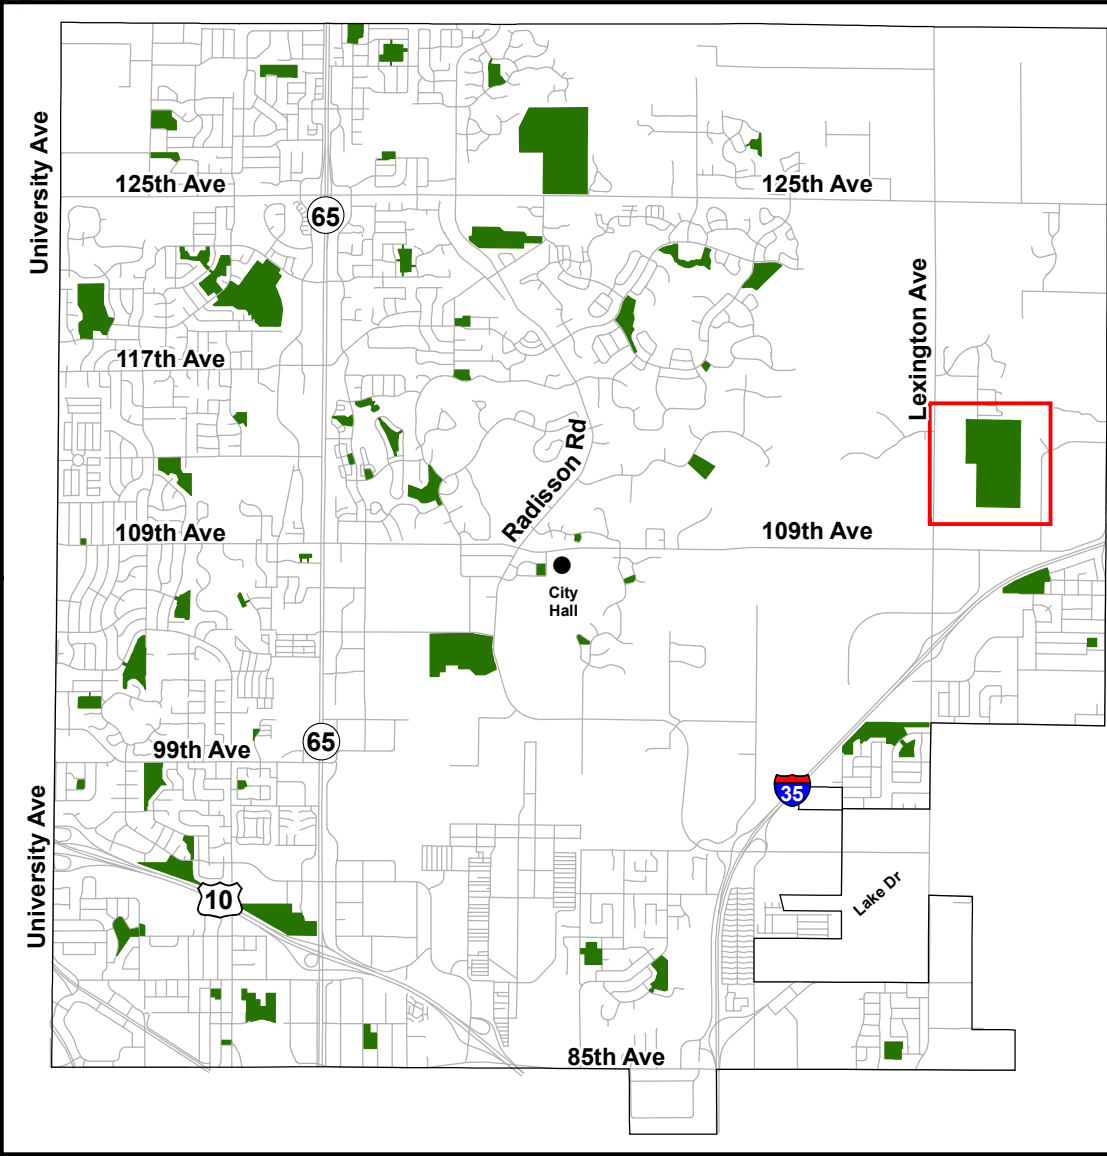 University Ave
125th Ave
125th Ave
65
Lexington Ave
117th Ave
Radisson Rd
109th Ave
109th Ave
City
Hall
99th Ave
65
35
University Ave
10
Lake Dr
85th Ave